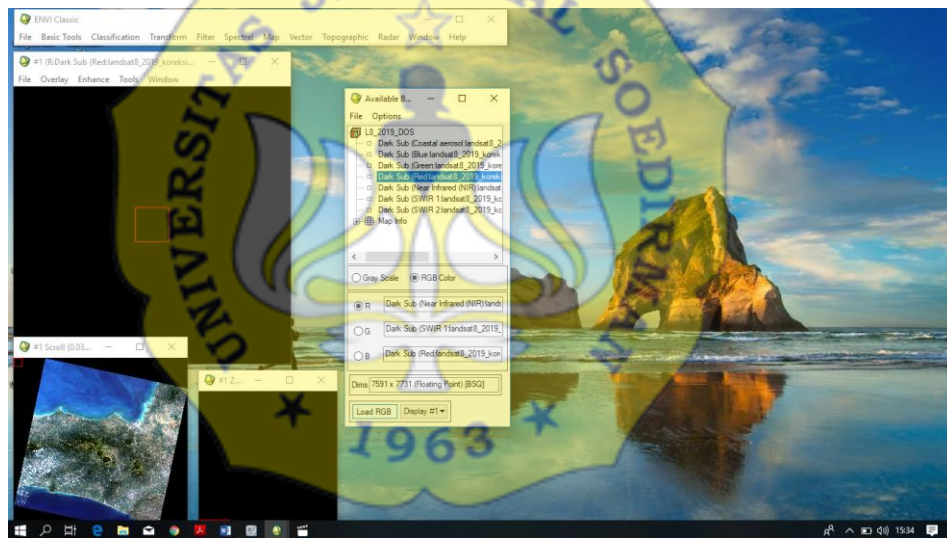 ENVI Classic
File Basic Tools Classification Transform Filter Spectral Map Vector Topographic Radar Window Help
#1 (R:Dark Sub (Red:landsat8_2019_koreksi...
File Overlay Enhance Tools Window
Available B...
File Options
L8_2019_DOS
Dark Sub (Coastal aerosol:landsat8_2
Dark Sub (Blue:landsat8_2019_korek
Dark Sub (Green:landsat8_2019_kore
Dark Sub (Red:landsat8_2019_koreki
Dark Sub (Near Infrared (NIR):landsat
Dark Sub (SWIR 1:landsat8_2019_kc
Dark Sub (SWIR 2:landsat8_2019_kc
Map Info
Gray Scale RGB Color
R Dark Sub (Near Infrared (NIR):lands
G Dark Sub (SWIR 1:landsat8_2019_
B Dark Sub (Red:landsat8_2019_kor
Dims 7591 x 7731 (Floating Point) [BSQ]
Load RGB Display #1
#1 Scroll (0.03...
#1 Z...
UNIVERSITAS JENDERAL SOEDIRMAN
1963
15:34